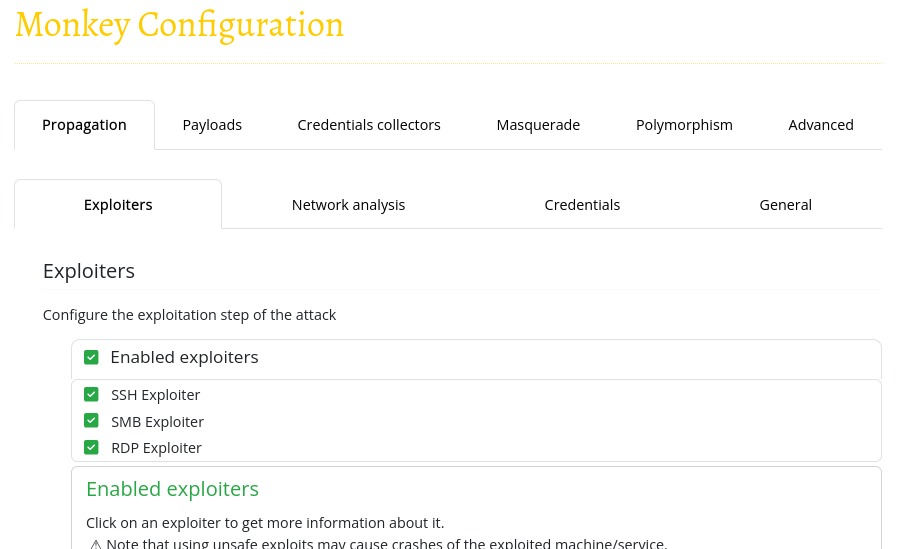 Monkey Configuration
Propagation Payloads Credentials collectors Masquerade Polymorphism Advanced
Exploiters Network analysis Credentials General
Exploiters
Configure the exploitation step of the attack
Enabled exploiters
SSH Exploiter
SMB Exploiter
RDP Exploiter
Enabled exploiters
Click on an exploiter to get more information about it.
⚠ Note that using unsafe exploits may cause crashes of the exploited machine/service.